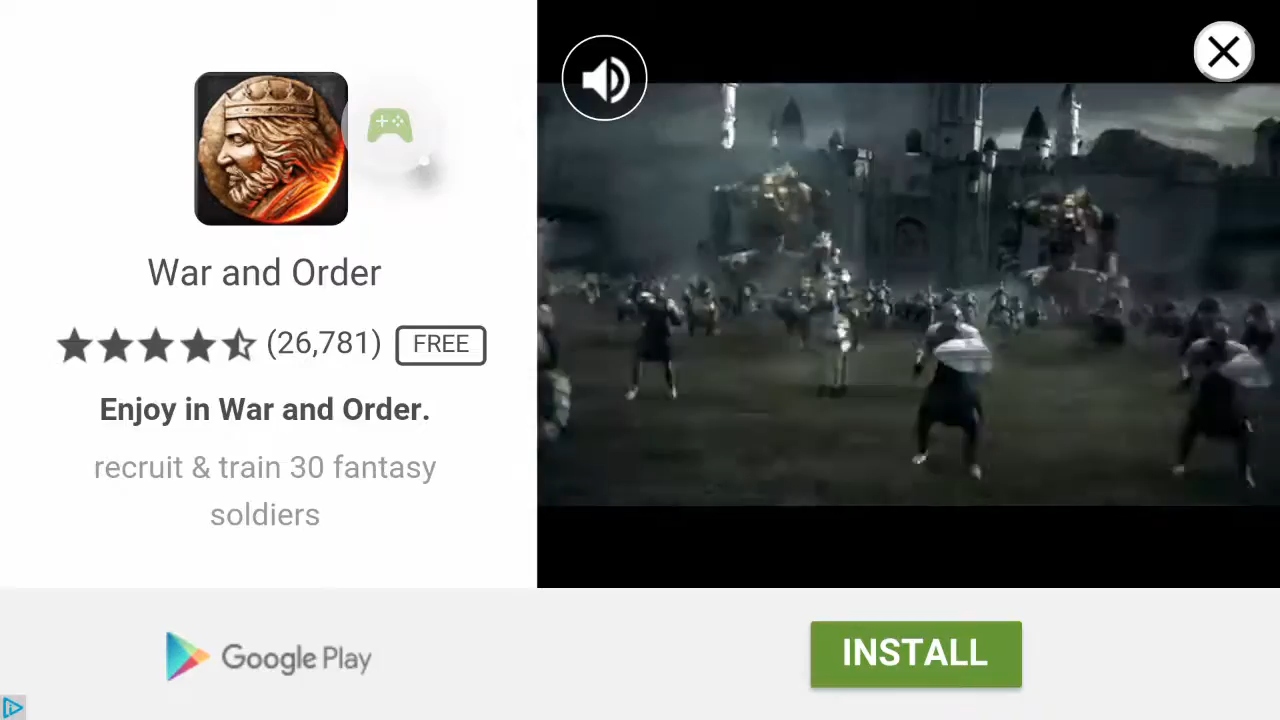 War and Order
(26,781) FREE
Enjoy in War and Order.
recruit & train 30 fantasy
soldiers
Google Play
INSTALL